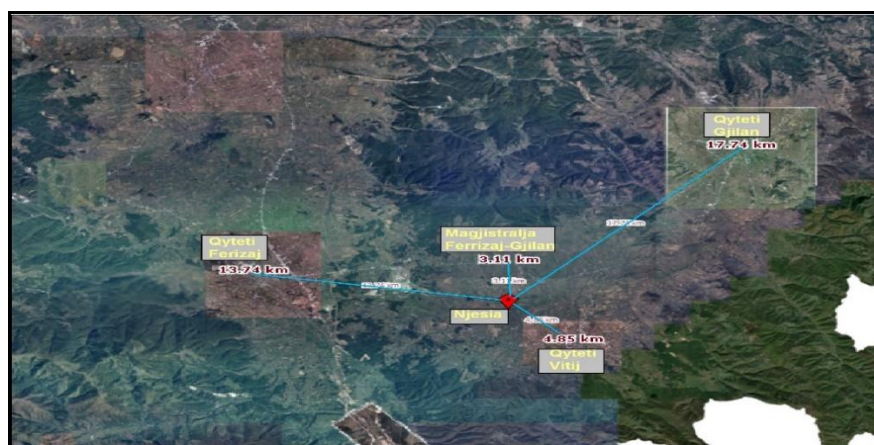 Qyteti
Gjilan
17.74 km
Qyteti
Ferizaj
13.74 km
Magjistralja
Ferrizaj-Gjilan
3.11 km
Njesia
4.85 km
Qyteti
Vitij